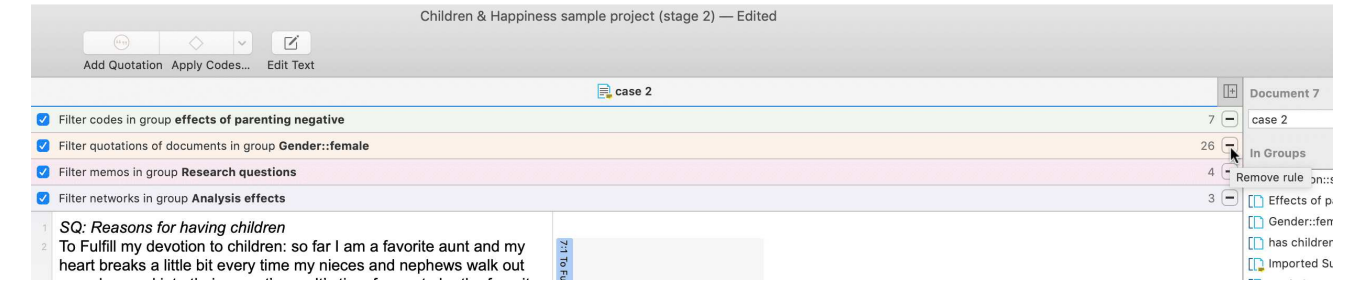 Children & Happiness sample project (stage 2) — Edited
Add Quotation Apply Codes... Edit Text
case 2
Document 7
Filter codes in group effects of parenting negative 7
case 2
Filter quotations of documents in group Gender::female 26
In Groups
Filter memos in group Research questions 4
Remove rule
Filter networks in group Analysis effects 3
Effects of p
Gender::fem
has children
Imported Su
1 SQ: Reasons for having children
2 To Fulfill my devotion to children: so far I am a favorite aunt and my
heart breaks a little bit every time my nieces and nephews walk out
7:1 To Fu